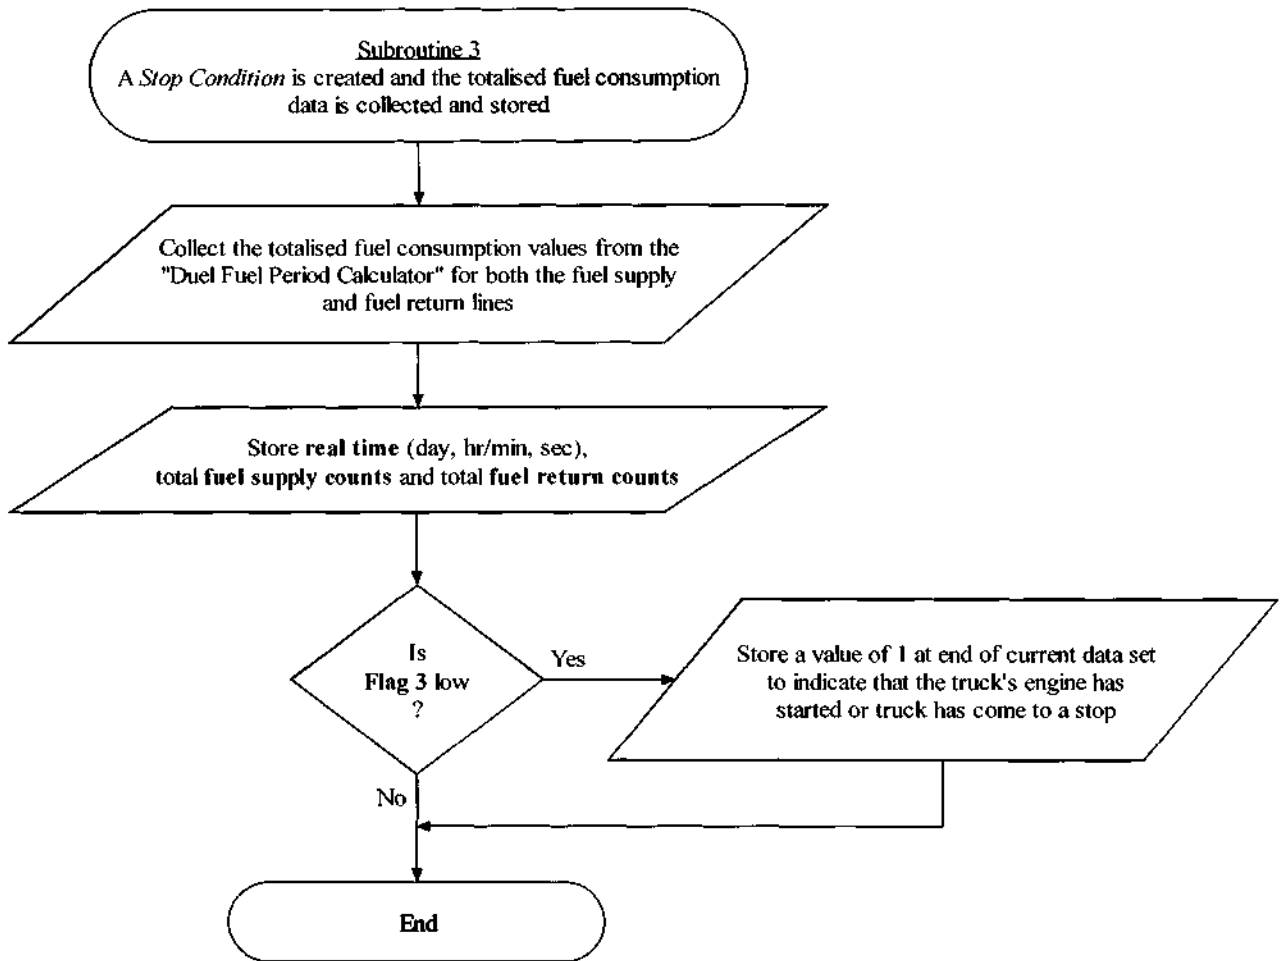 Subroutine 3
A Stop Condition is created and the totalised fuel consumption
data is collected and stored
Collect the totalised fuel consumption values from the
"Duel Fuel Period Calculator" for both the fuel supply
and fuel return lines
Store real time (day, hr/min, sec),
total fuel supply counts and total fuel return counts
Is
Flag 3 low
?
Yes
Store a value of 1 at end of current data set
to indicate that the truck's engine has
started or truck has come to a stop
No
End